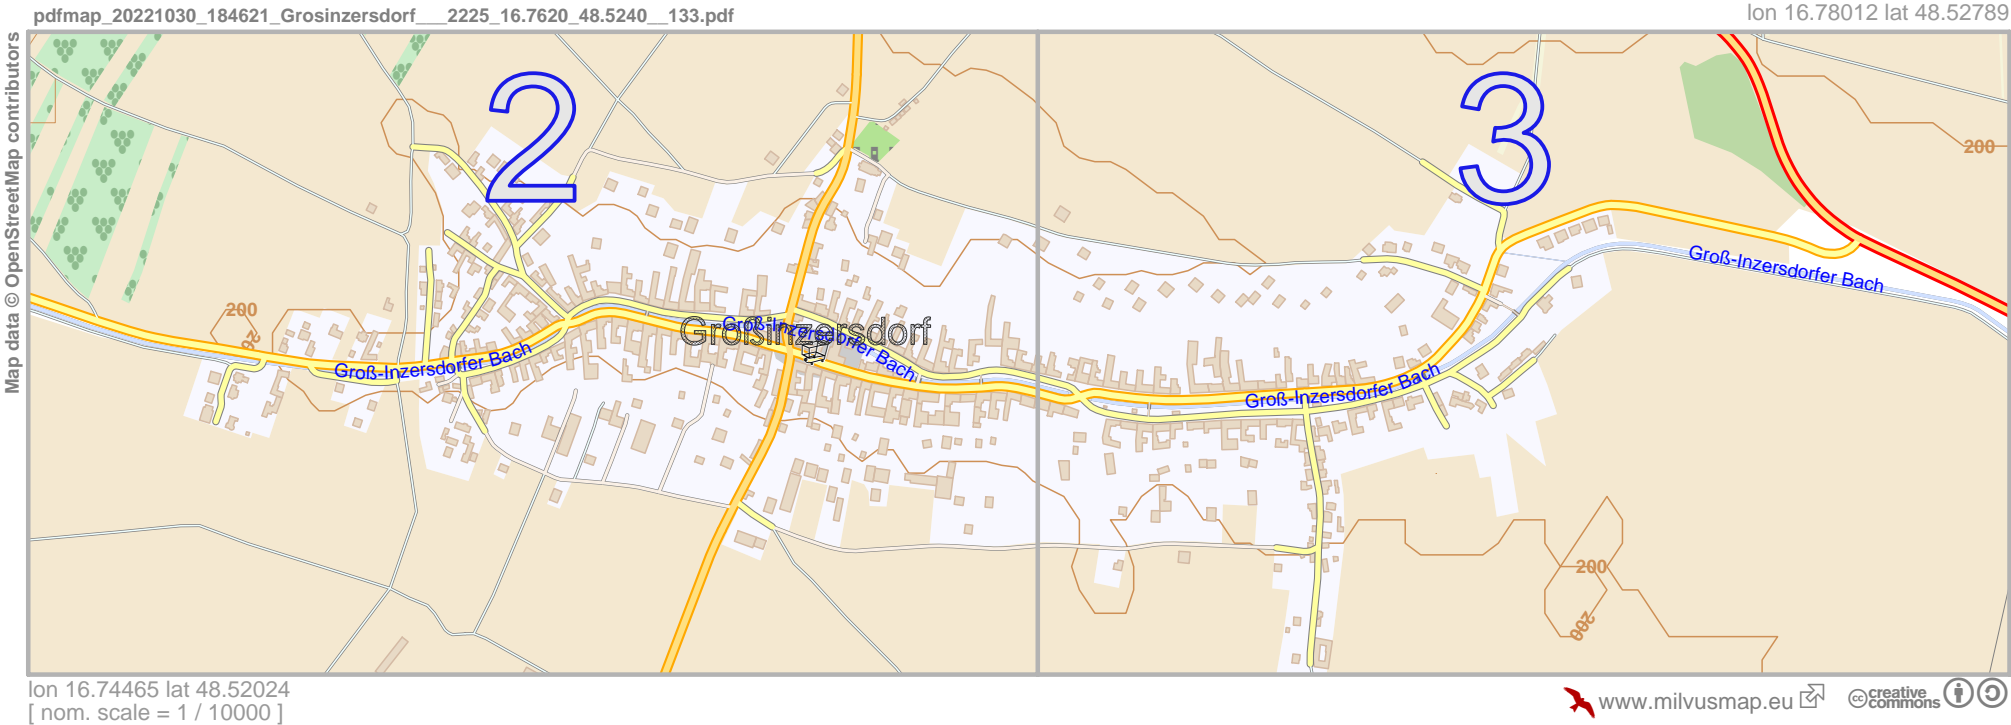 pdfmap_20221030_184621_Grosinzersdorf___2225_16.7620_48.5240__133.pdf
lon 16.78012 lat 48.52789
Map data © OpenStreetMap contributors
2
3
200
Groß-Inzersdorfer Bach
200
200
Großinzersdorf
Groß-Inzersdorfer Bach
Groß-Inzersdorfer Bach
Groß-Inzersdorfer Bach
200
200
lon 16.74465 lat 48.52024
[ nom. scale = 1 / 10000 ]
www.milvusmap.eu
cc creative commons